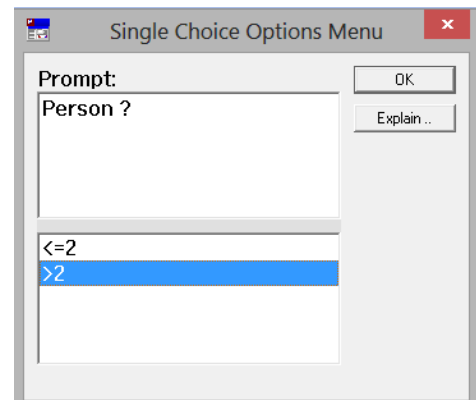 Single Choice Options Menu
Prompt:
OK
Person ?
Explain ..
<=2
>2